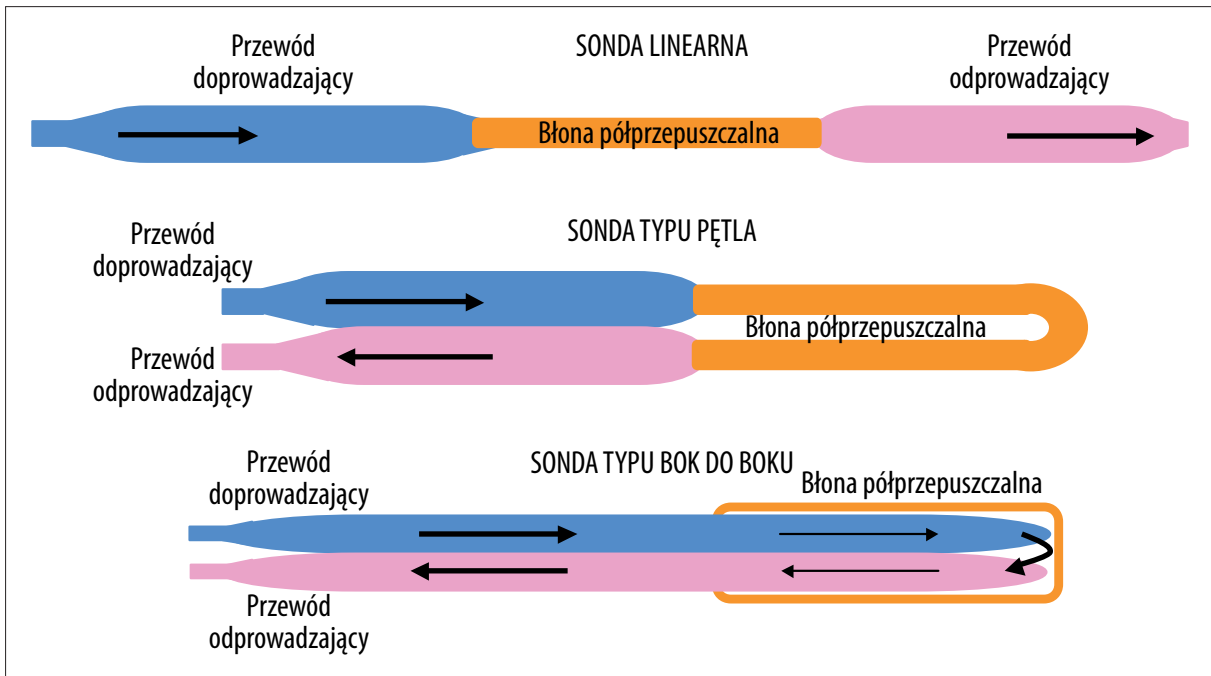 Przewód
doprowadzający
SONDA LINEARNA
Przewód
odprowadzający
Błona półprzepuszczalna
SONDA TYPU PĘTLA
Przewód
doprowadzający
Błona półprzepuszczalna
Przewód
odprowadzający
SONDA TYPU BOK DO BOKU
Przewód
doprowadzający
Błona półprzepuszczalna
Przewód
odprowadzający